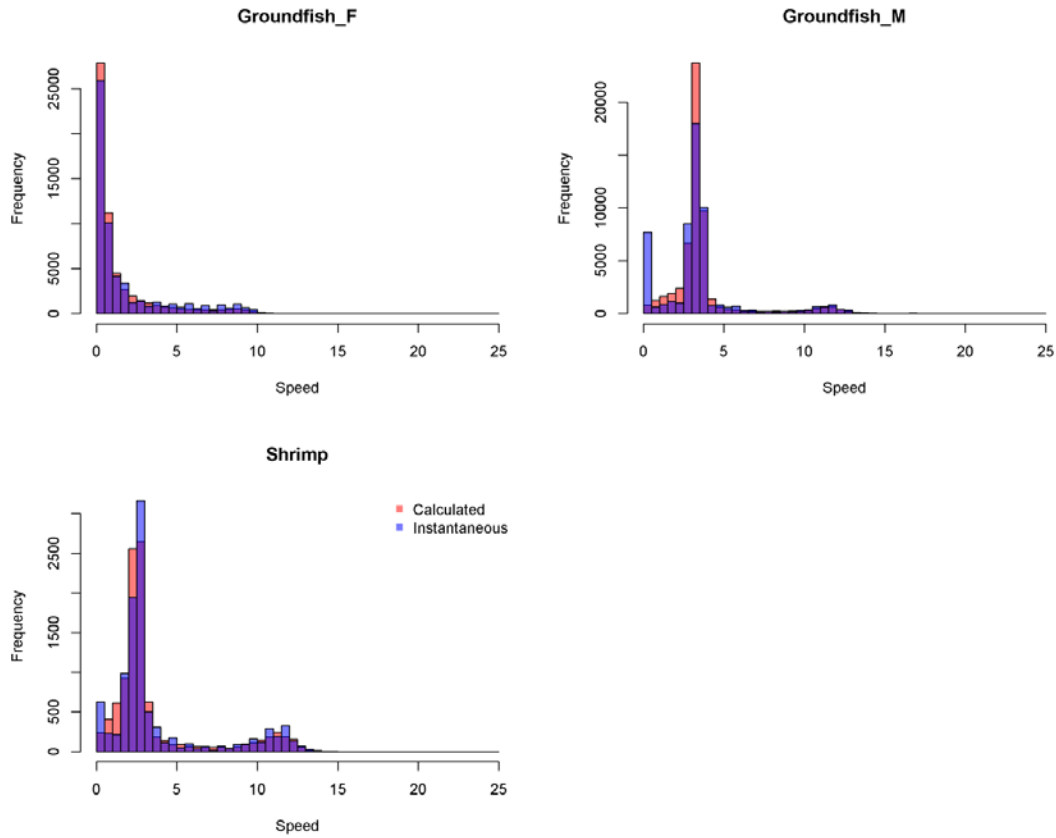 Groundfish_F
Frequency
25000
15000
5000
0
0 5 10 15 20 25
Speed
Groundfish_M
Frequency
20000
10000
5000
0
0 5 10 15 20 25
Speed
Shrimp
Calculated
Instantaneous
Frequency
2500
1500
500
0
0 5 10 15 20 25
Speed